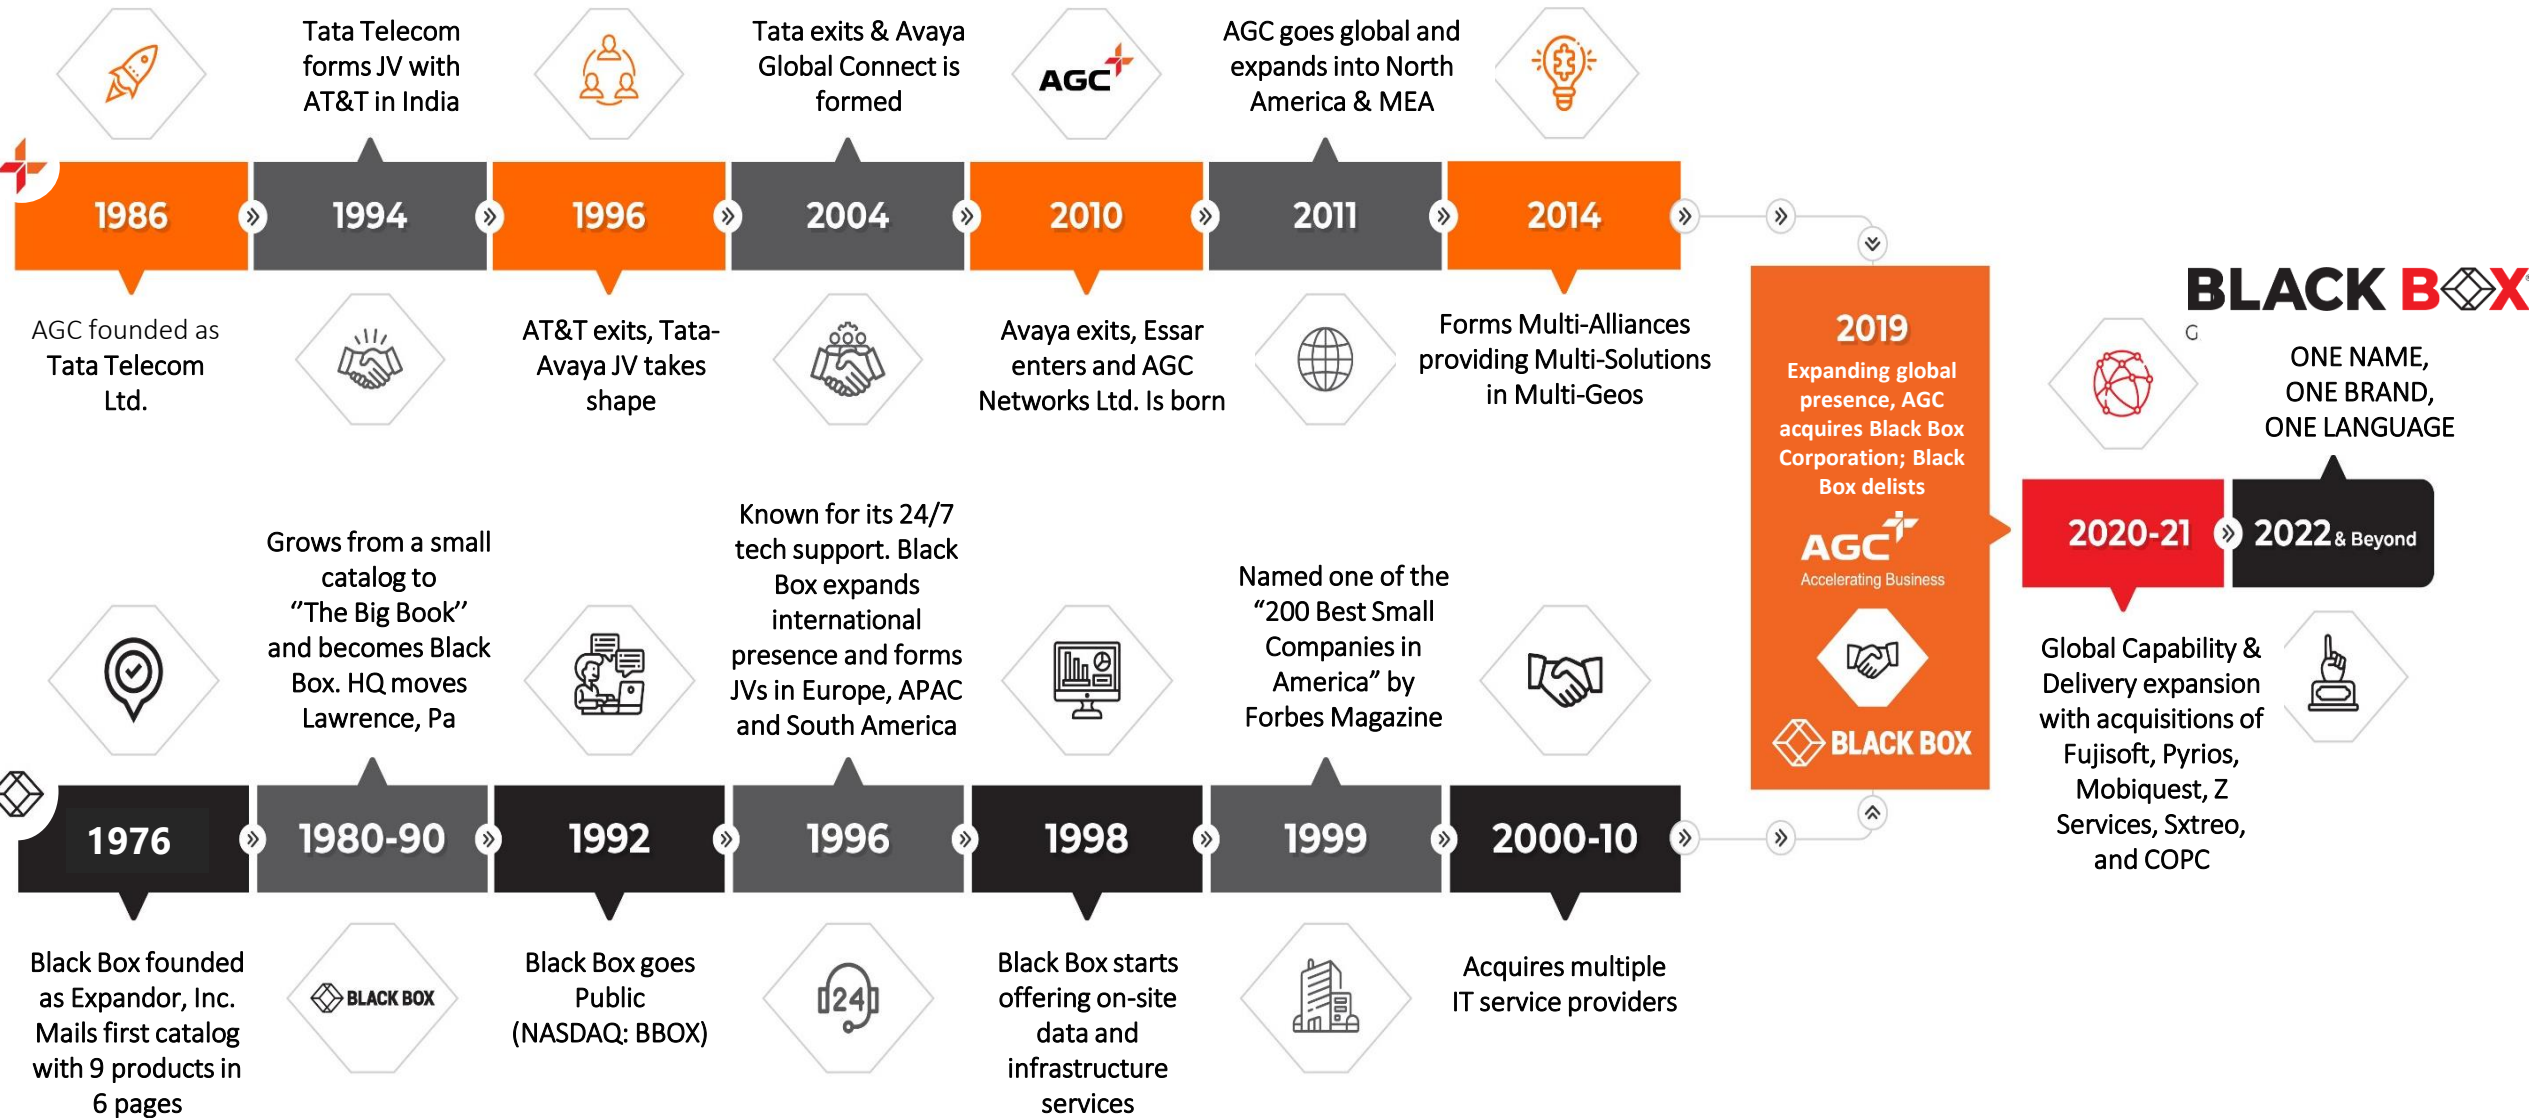 Tata Telecom
forms JV with
AT&T in India
Tata exits & Avaya
Global Connect is
formed
AGC
AGC goes global and
expands into North
America & MEA
1986
1994
1996
2004
2010
2011
2014
AGC founded as
Tata Telecom
Ltd.
AT&T exits, Tata-
Avaya JV takes
shape
Avaya exits, Essar
enters and AGC
Networks Ltd. Is born
Forms Multi-Alliances
providing Multi-Solutions
in Multi-Geos
2019
Expanding global
presence, AGC
acquires Black Box
Corporation; Black
Box delists
AGC
Accelerating Business
BLACK BOX
BLACK BOX®
G
ONE NAME,
ONE BRAND,
ONE LANGUAGE
2020-21
2022 & Beyond
Global Capability &
Delivery expansion
with acquisitions of
Fujisoft, Pyrios,
Mobiquest, Z
Services, Sxtreo,
and COPC
Grows from a small
catalog to
‘’The Big Book’’
and becomes Black
Box. HQ moves
Lawrence, Pa
Known for its 24/7
tech support. Black
Box expands
international
presence and forms
JVs in Europe, APAC
and South America
Named one of the
“200 Best Small
Companies in
America” by
Forbes Magazine
1976
1980-90
1992
1996
1998
1999
2000-10
Black Box founded
as Expandor, Inc.
Mails first catalog
with 9 products in
6 pages
BLACK BOX
Black Box goes
Public
(NASDAQ: BBOX)
24
Black Box starts
offering on-site
data and
infrastructure
services
Acquires multiple
IT service providers